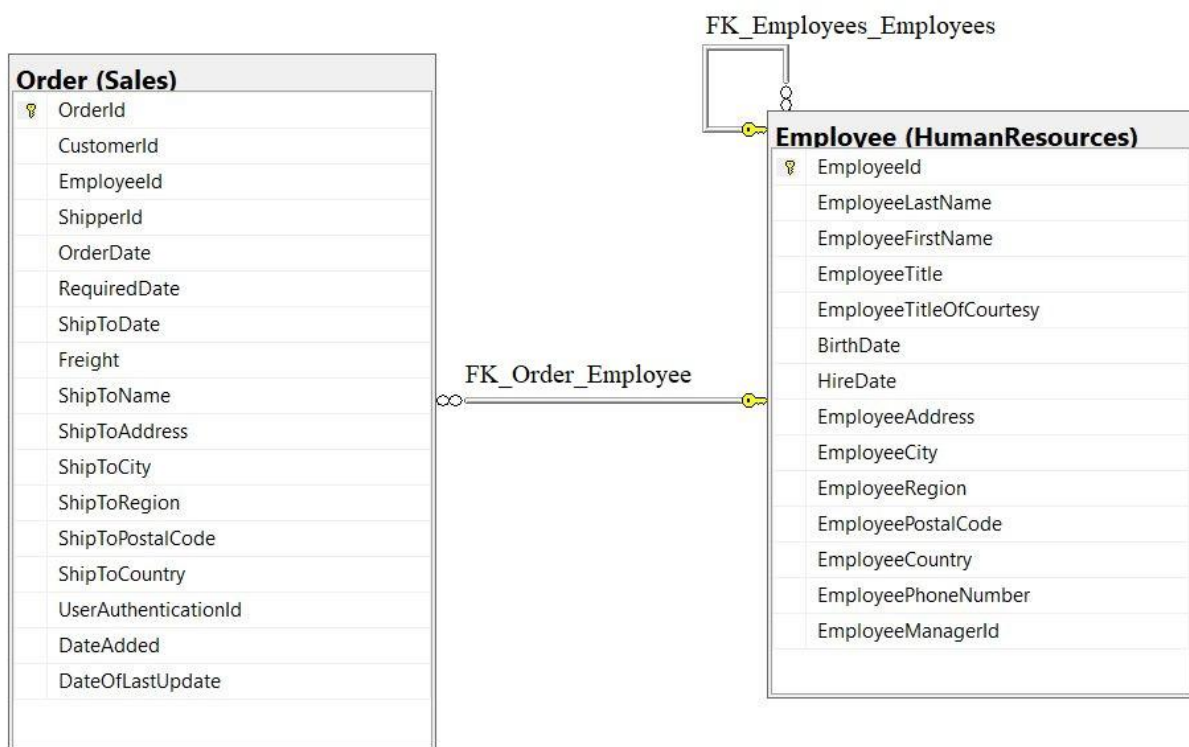 FK_Employees_Employees
Order (Sales)
OrderId
CustomerId
EmployeeId
ShipperId
OrderDate
RequiredDate
ShipToDate
Freight
ShipToName
ShipToAddress
ShipToCity
ShipToRegion
ShipToPostalCode
ShipToCountry
UserAuthenticationId
DateAdded
DateOfLastUpdate
FK_Order_Employee
Employee (HumanResources)
EmployeeId
EmployeeLastName
EmployeeFirstName
EmployeeTitle
EmployeeTitleOfCourtesy
BirthDate
HireDate
EmployeeAddress
EmployeeCity
EmployeeRegion
EmployeePostalCode
EmployeeCountry
EmployeePhoneNumber
EmployeeManagerId